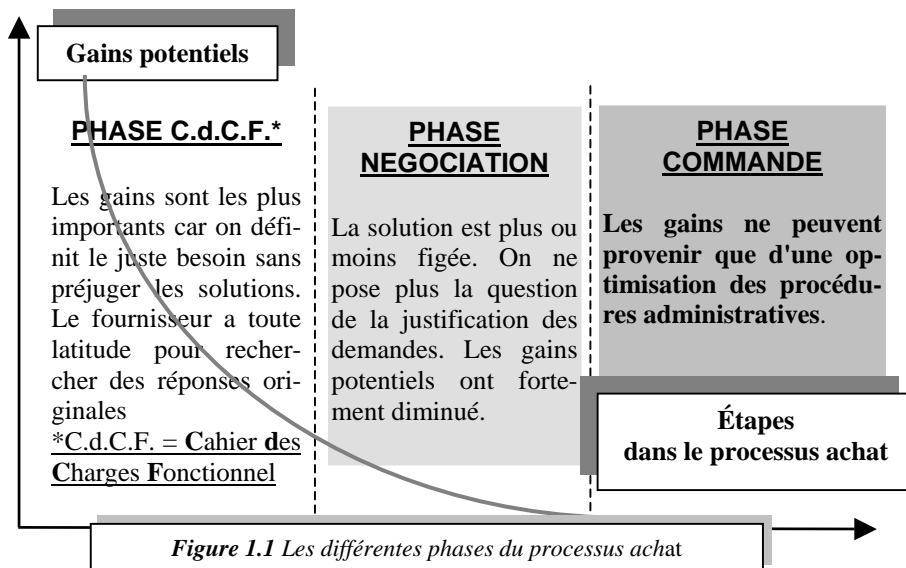 Gains potentiels
PHASE C.d.C.F.*
Les gains sont les plus
importants car on défi-
nit le juste besoin sans
préjuger les solutions.
Le fournisseur a toute
latitude pour recher-
cher des réponses ori-
ginales
*C.d.C.F. = Cahier des
Charges Fonctionnel
PHASE
NEGOCIATION
La solution est plus ou
moins figée. On ne
pose plus la question
de la justification des
demandes. Les gains
potentiels ont forte-
ment diminué.
PHASE
COMMANDE
Les gains ne peuvent
provenir que d'une op-
timisation des procédu-
res administratives.
Étapes
dans le processus achat
Figure 1.1 Les différentes phases du processus achat